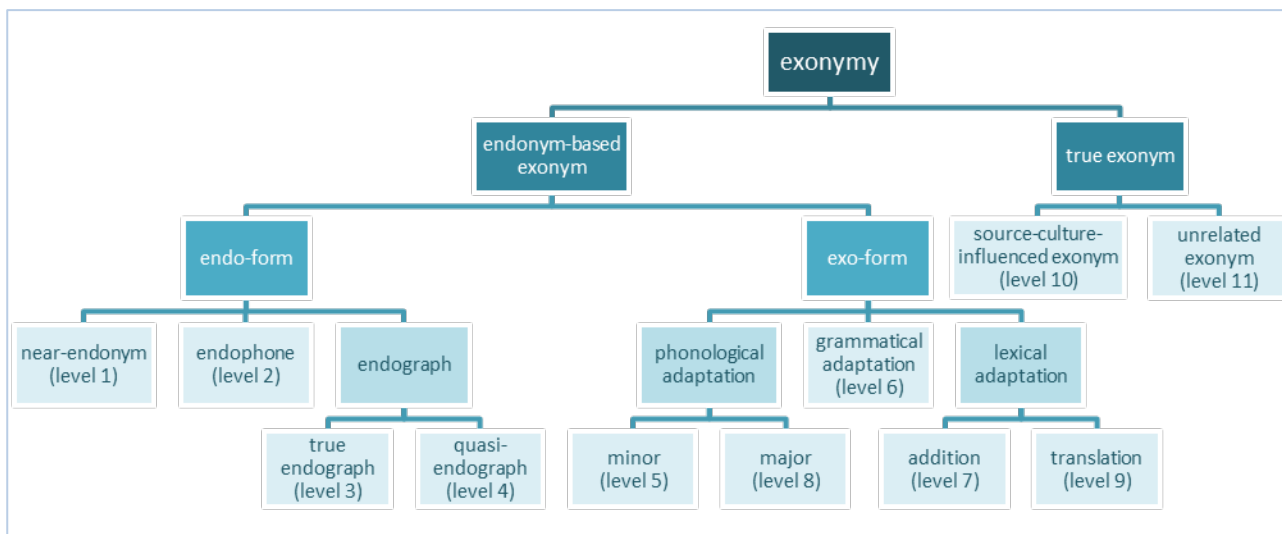 exonymy
endonym-based
exonym
true exonym
endo-form
exo-form
source-culture-
influenced exonym
(level 10)
unrelated
exonym
(level 11)
near-endonym
(level 1)
endophone
(level 2)
endograph
phonological
adaptation
grammatical
adaptation
(level 6)
lexical
adaptation
true
endograph
(level 3)
quasi-
endograph
(level 4)
minor
(level 5)
major
(level 8)
addition
(level 7)
translation
(level 9)